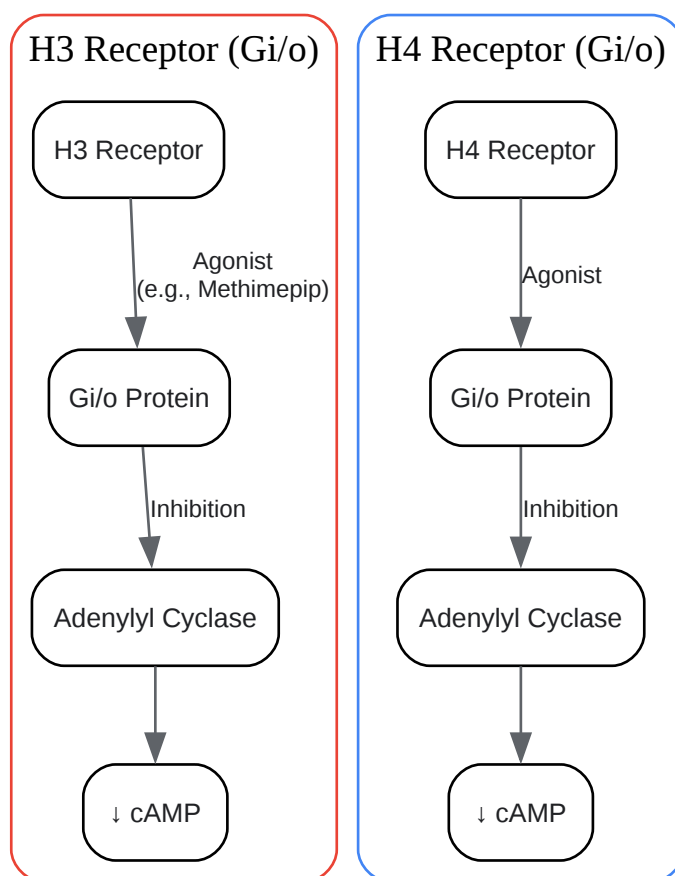 H3 Receptor (Gi/o)
H3 Receptor
Agonist
(e.g., Methimepip)
Gi/o Protein
Inhibition
Adenylyl Cyclase
↓ cAMP
H4 Receptor (Gi/o)
H4 Receptor
Agonist
Gi/o Protein
Inhibition
Adenylyl Cyclase
↓ cAMP